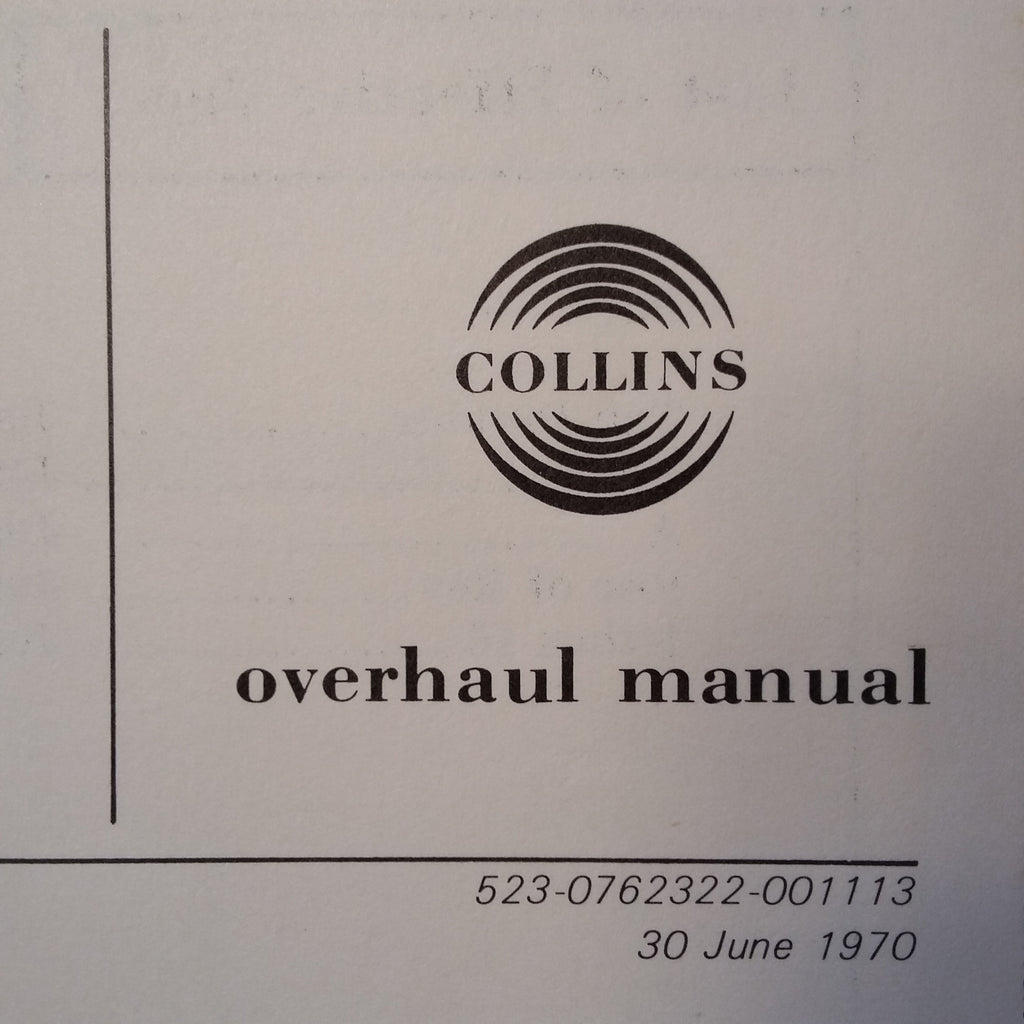 COLLINS
overhaul manual
523-0762322-001113
30 June 1970